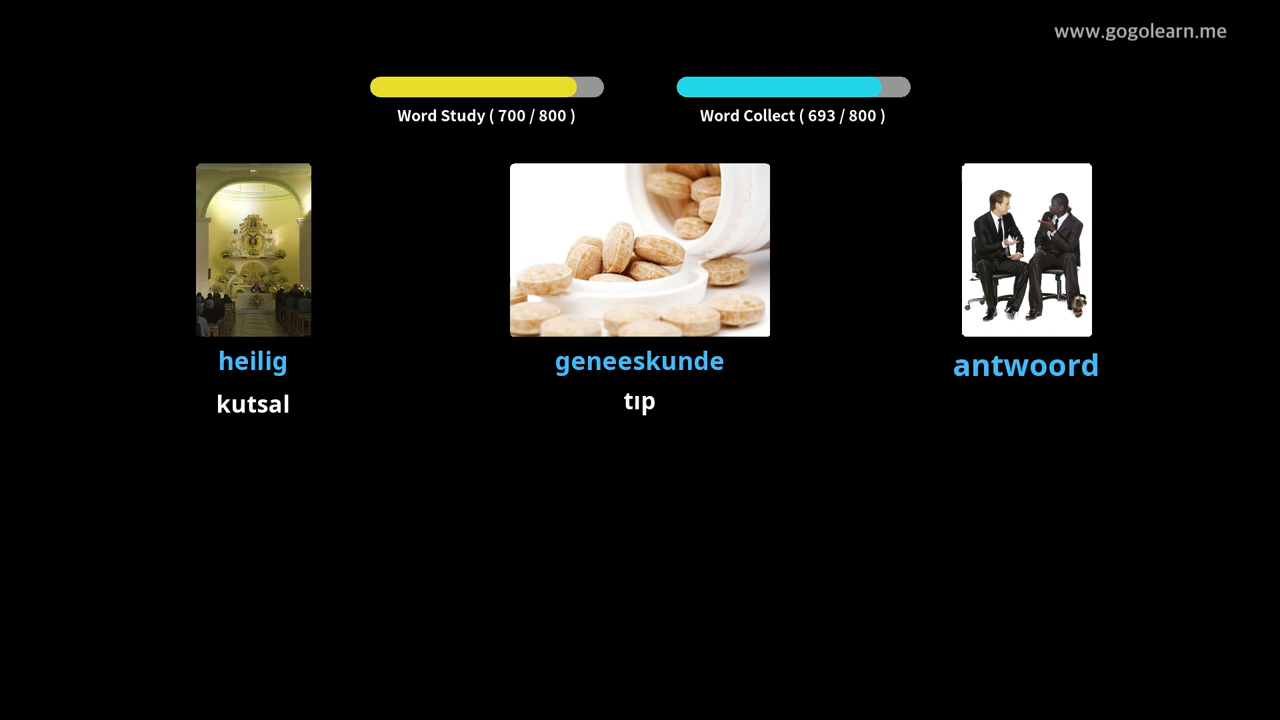 www.gogolearn.me
Word Study ( 700 / 800 )
Word Collect ( 693 / 800 )
heilig
geneeskunde
antwoord
kutsal
tıp